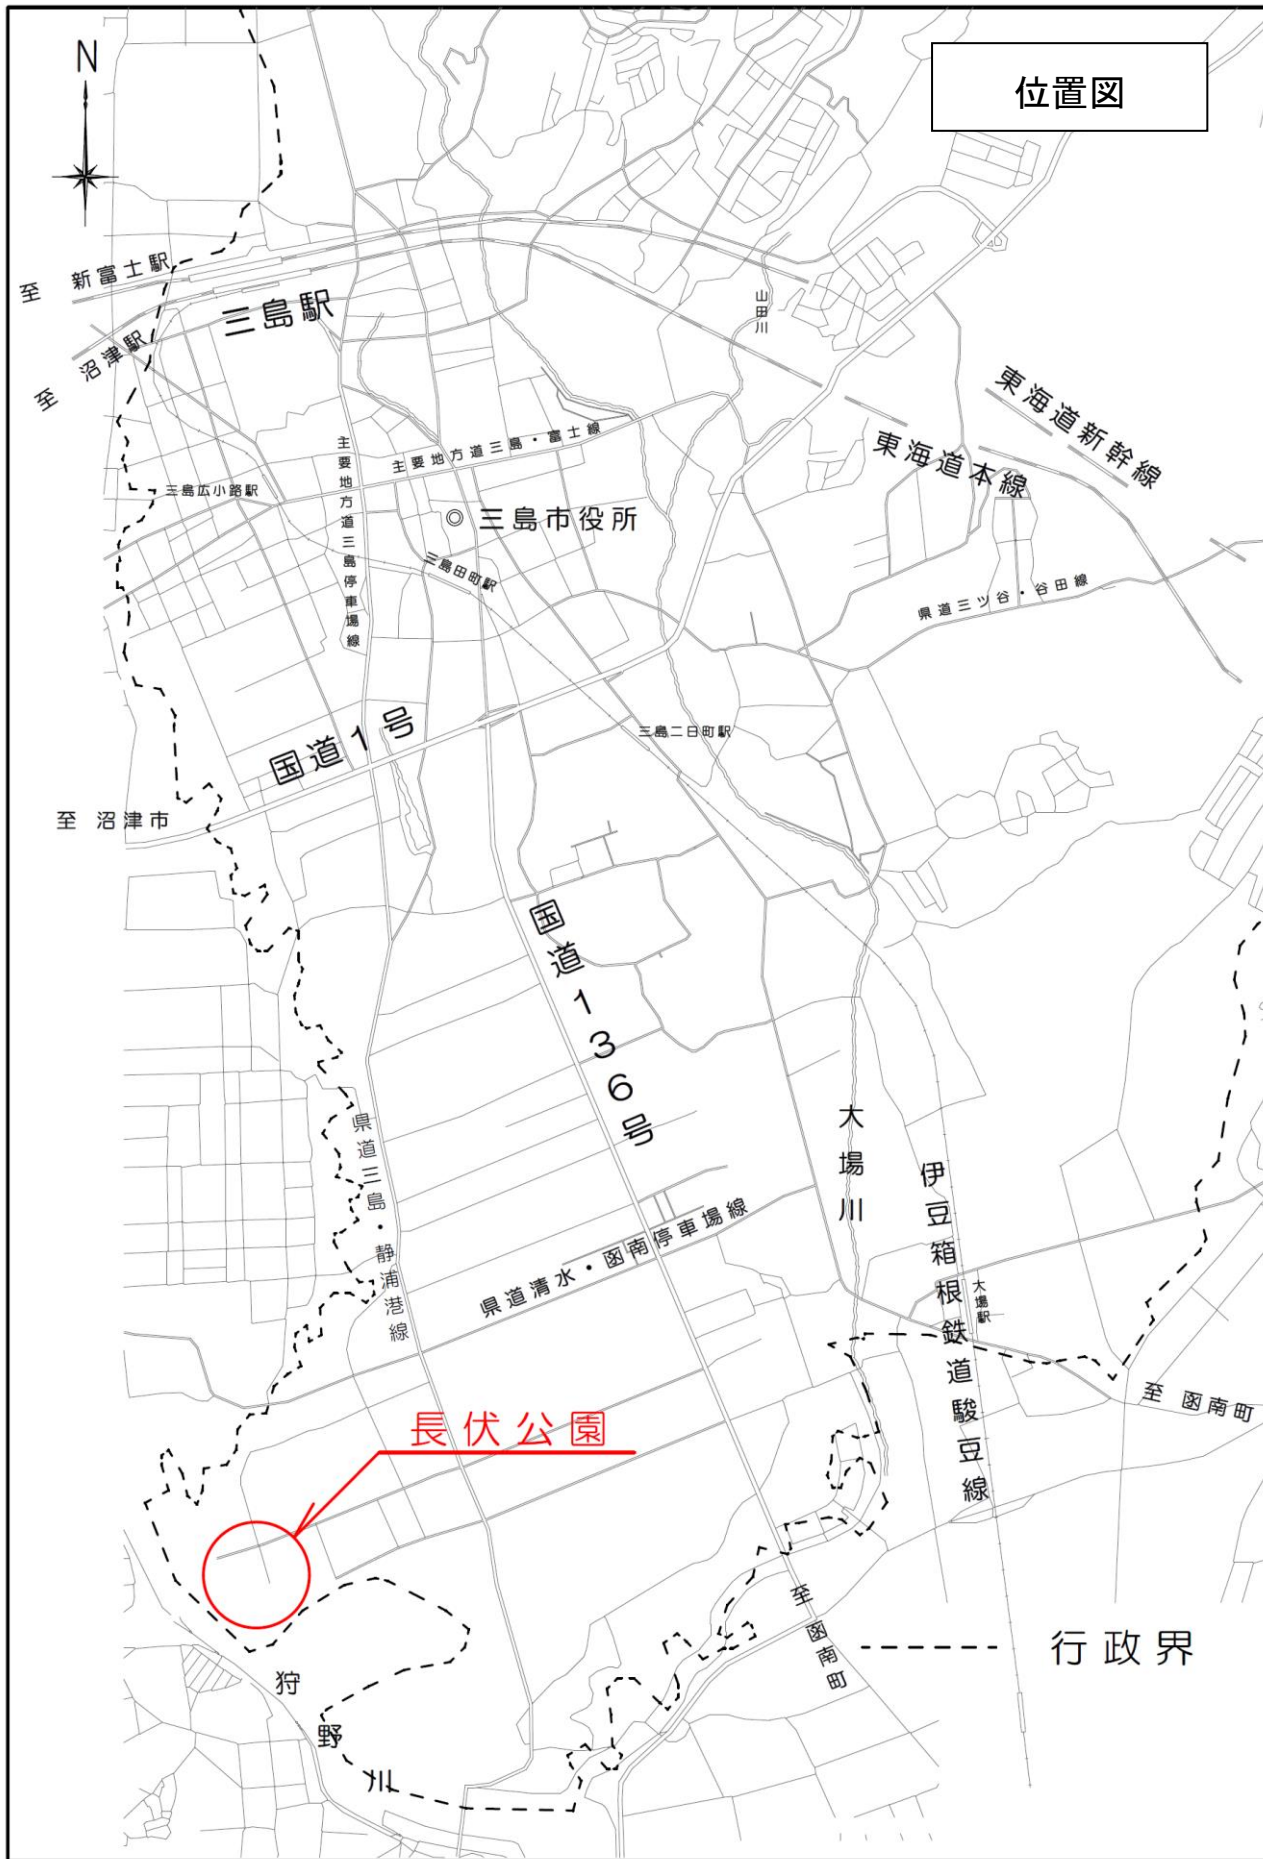 位置図
N
至 新富士駅
至 沼津駅
三島駅
山田川
東海道新幹線
東海道本線
主要地方道三島・富士線
主要地方道三島停車場線
三島広小路駅
三島市役所
三島田町駅
県道三ツ谷・谷田線
国道1号
三島二日町駅
至 沼津市
国道136号
大場川
県道三島・静浦港線
伊豆箱根鉄道駿豆線
県道清水・函南停車場線
大場駅
至 函南町
長伏公園
至函南町
行政界
狩野川